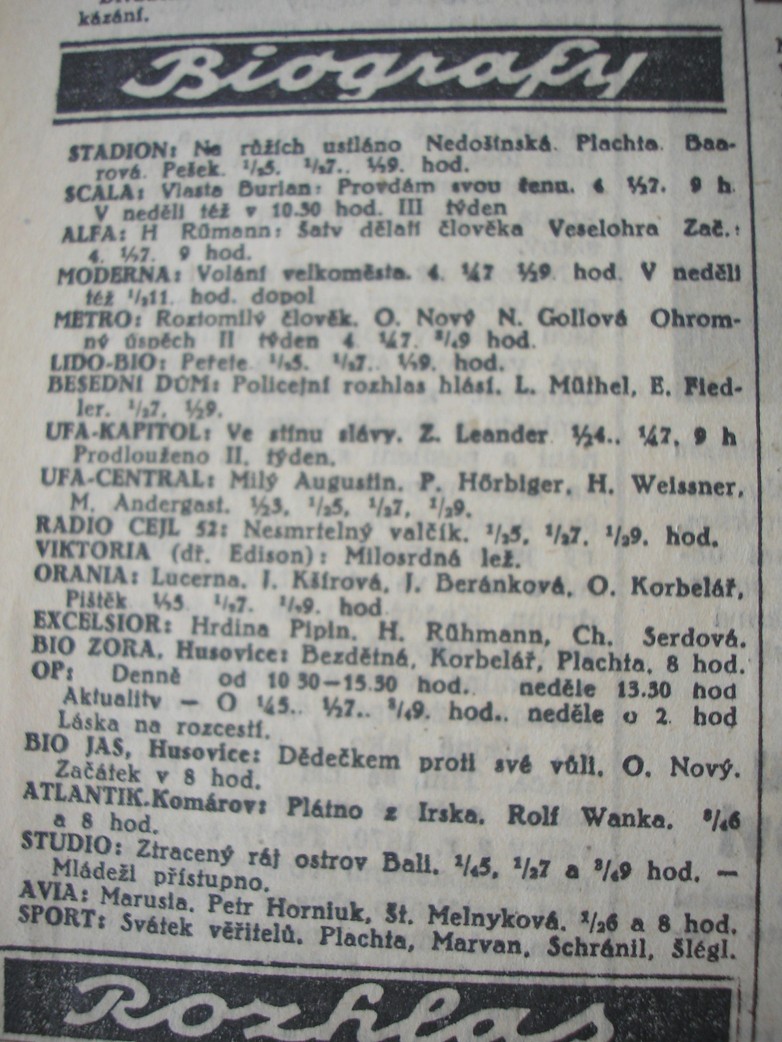 kázání.
Biografy
STADION: Na růžích ustláno Nedošinská. Plachta. Baa-
rová. Pešek. ½5. ½7.. ½9. hod.
SCALA: Vlasta Burian: Provdám svou ženu. 4 ½7. 9 h
V neděli též v 10.30 hod. III týden
ALFA: H Rümann: Šaty dělati člověka Veselohra Zač.:
4. ½7. 9 hod.
MODERNA: Volání velkoměsta. 4. ¼7 ½9. hod. V neděli
též ½11. hod. dopol
METRO: Roztomilý člověk. O. Nový N. Gollová Ohrom-
ný úspěch II týden 4 ¼7. ¾9 hod.
LIDO-BIO: Petete ½5. ½7.. ½9. hod.
BESEDNÍ DŮM: Policejní rozhlas hlásí. L. Müthel, E. Fied-
ler. ½7. ½9.
UFA-KAPITOL: Ve stínu slávy. Z. Leander ½4.. ¼7. 9 h
Prodlouženo II. týden.
UFA-CENTRAL: Milý Augustin. P. Hörbiger, H. Weissner,
M. Andergast. ½3, ½5, ½7, ½9.
RADIO CEJL 52: Nesmrtelný valčík. ½5, ½7, ½9. hod.
VIKTORIA (dř. Edison): Milosrdná lež.
ORANIA: Lucerna. J. Kšírová, J. Beránková, O. Korbelář,
Pištěk ½5. ½7. ½9. hod
EXCELSIOR: Hrdina Pipin. H. Rühmann, Ch. Serdová.
BIO ZORA, Husovice: Bezdětná, Korbelář, Plachta, 8 hod.
OP: Denně od 10 30—15.30 hod.. neděle 13.30 hod
Aktuality — O ¼5.. ½7.. ¾9. hod.. neděle o 2. hod
Láska na rozcestí.
BIO JAS, Husovice: Dědečkem proti své vůli. O. Nový.
Začátek v 8 hod.
ATLANTIK-Komárov: Plátno z Irska. Rolf Wanka. ¾6
a 8 hod.
STUDIO: Ztracený ráj ostrov Bali. ¼5, ½7 a ¾9 hod. —
Mládeži přístupno.
AVIA: Marusia. Petr Horniuk, Št. Melnyková. ½6 a 8 hod.
SPORT: Svátek věřitelů. Plachta, Marvan, Schránil, Šlégl.
Rozhlas